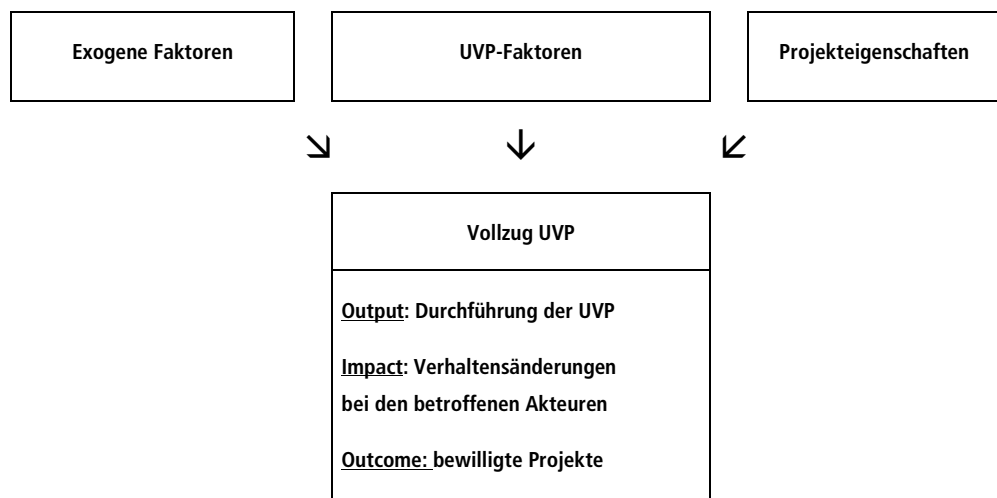 Exogene Faktoren
UVP-Faktoren
Projekteigenschaften
Vollzug UVP
Output: Durchführung der UVP
Impact: Verhaltensänderungen
bei den betroffenen Akteuren
Outcome: bewilligte Projekte